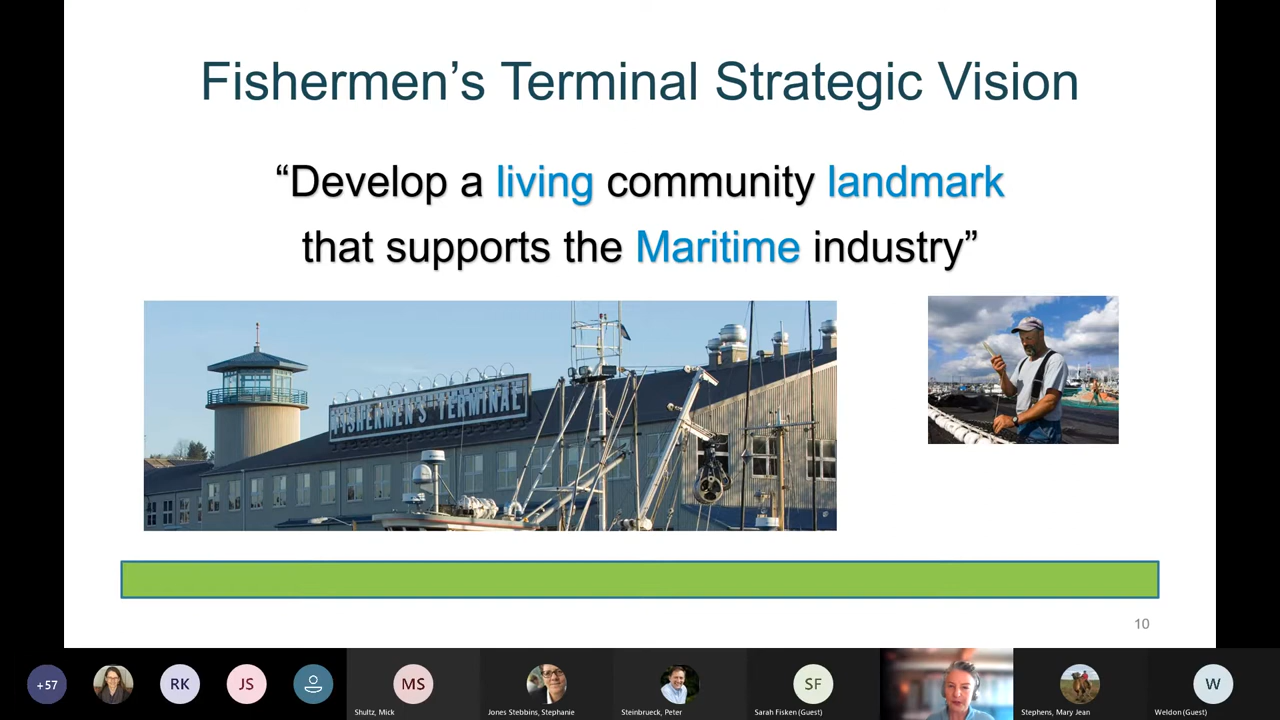 Fishermen’s Terminal Strategic Vision
“Develop a living community landmark
that supports the Maritime industry”
FISHERMEN'S TERMINAL
10
+57
RK
JS
MS
SF
W
Shultz, Mick
Jones Stebbins, Stephanie
Steinbrueck, Peter
Sarah Fisken (Guest)
Stephens, Mary Jean
Weldon (Guest)